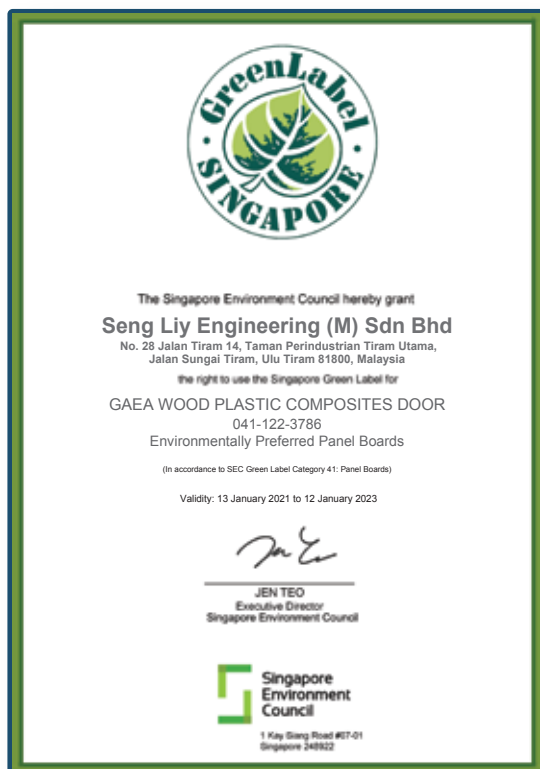 GreenLabel
SINGAPORE
The Singapore Environment Council hereby grant
Seng Liy Engineering (M) Sdn Bhd
No. 28 Jalan Tiram 14, Taman Perindustrian Tiram Utama,
Jalan Sungai Tiram, Ulu Tiram 81800, Malaysia
the right to use the Singapore Green Label for
GAEA WOOD PLASTIC COMPOSITES DOOR
041-122-3786
Environmentally Preferred Panel Boards
(In accordance to SEC Green Label Category 41: Panel Boards)
Validity: 13 January 2021 to 12 January 2023
JEN TEO
Executive Director
Singapore Environment Council
Singapore
Environment
Council
1 Kay Siang Road #07-01
Singapore 248922